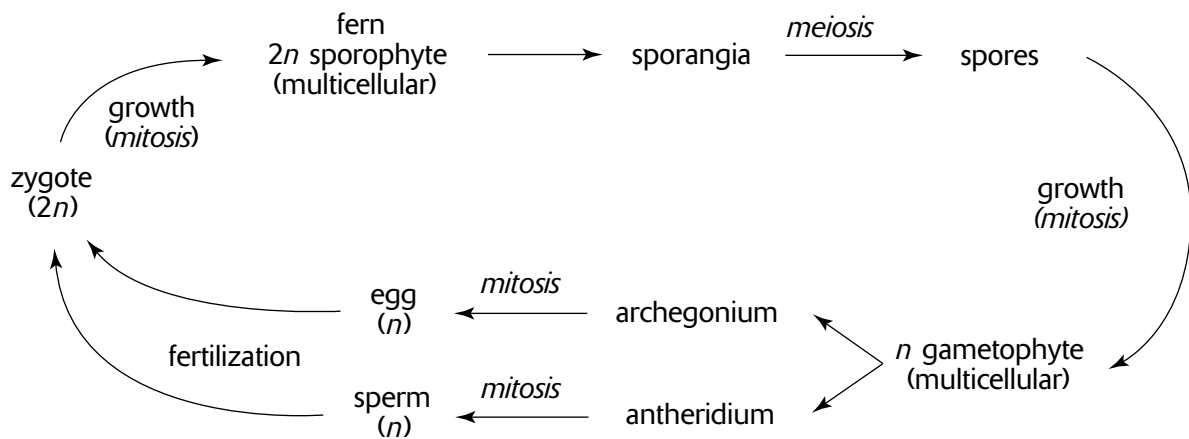 fern
2n sporophyte
(multicellular)
sporangia
meiosis
spores
growth
(mitosis)
zygote
(2n)
growth
(mitosis)
egg
(n)
mitosis
archegonium
fertilization
n gametophyte
(multicellular)
sperm
(n)
mitosis
antheridium